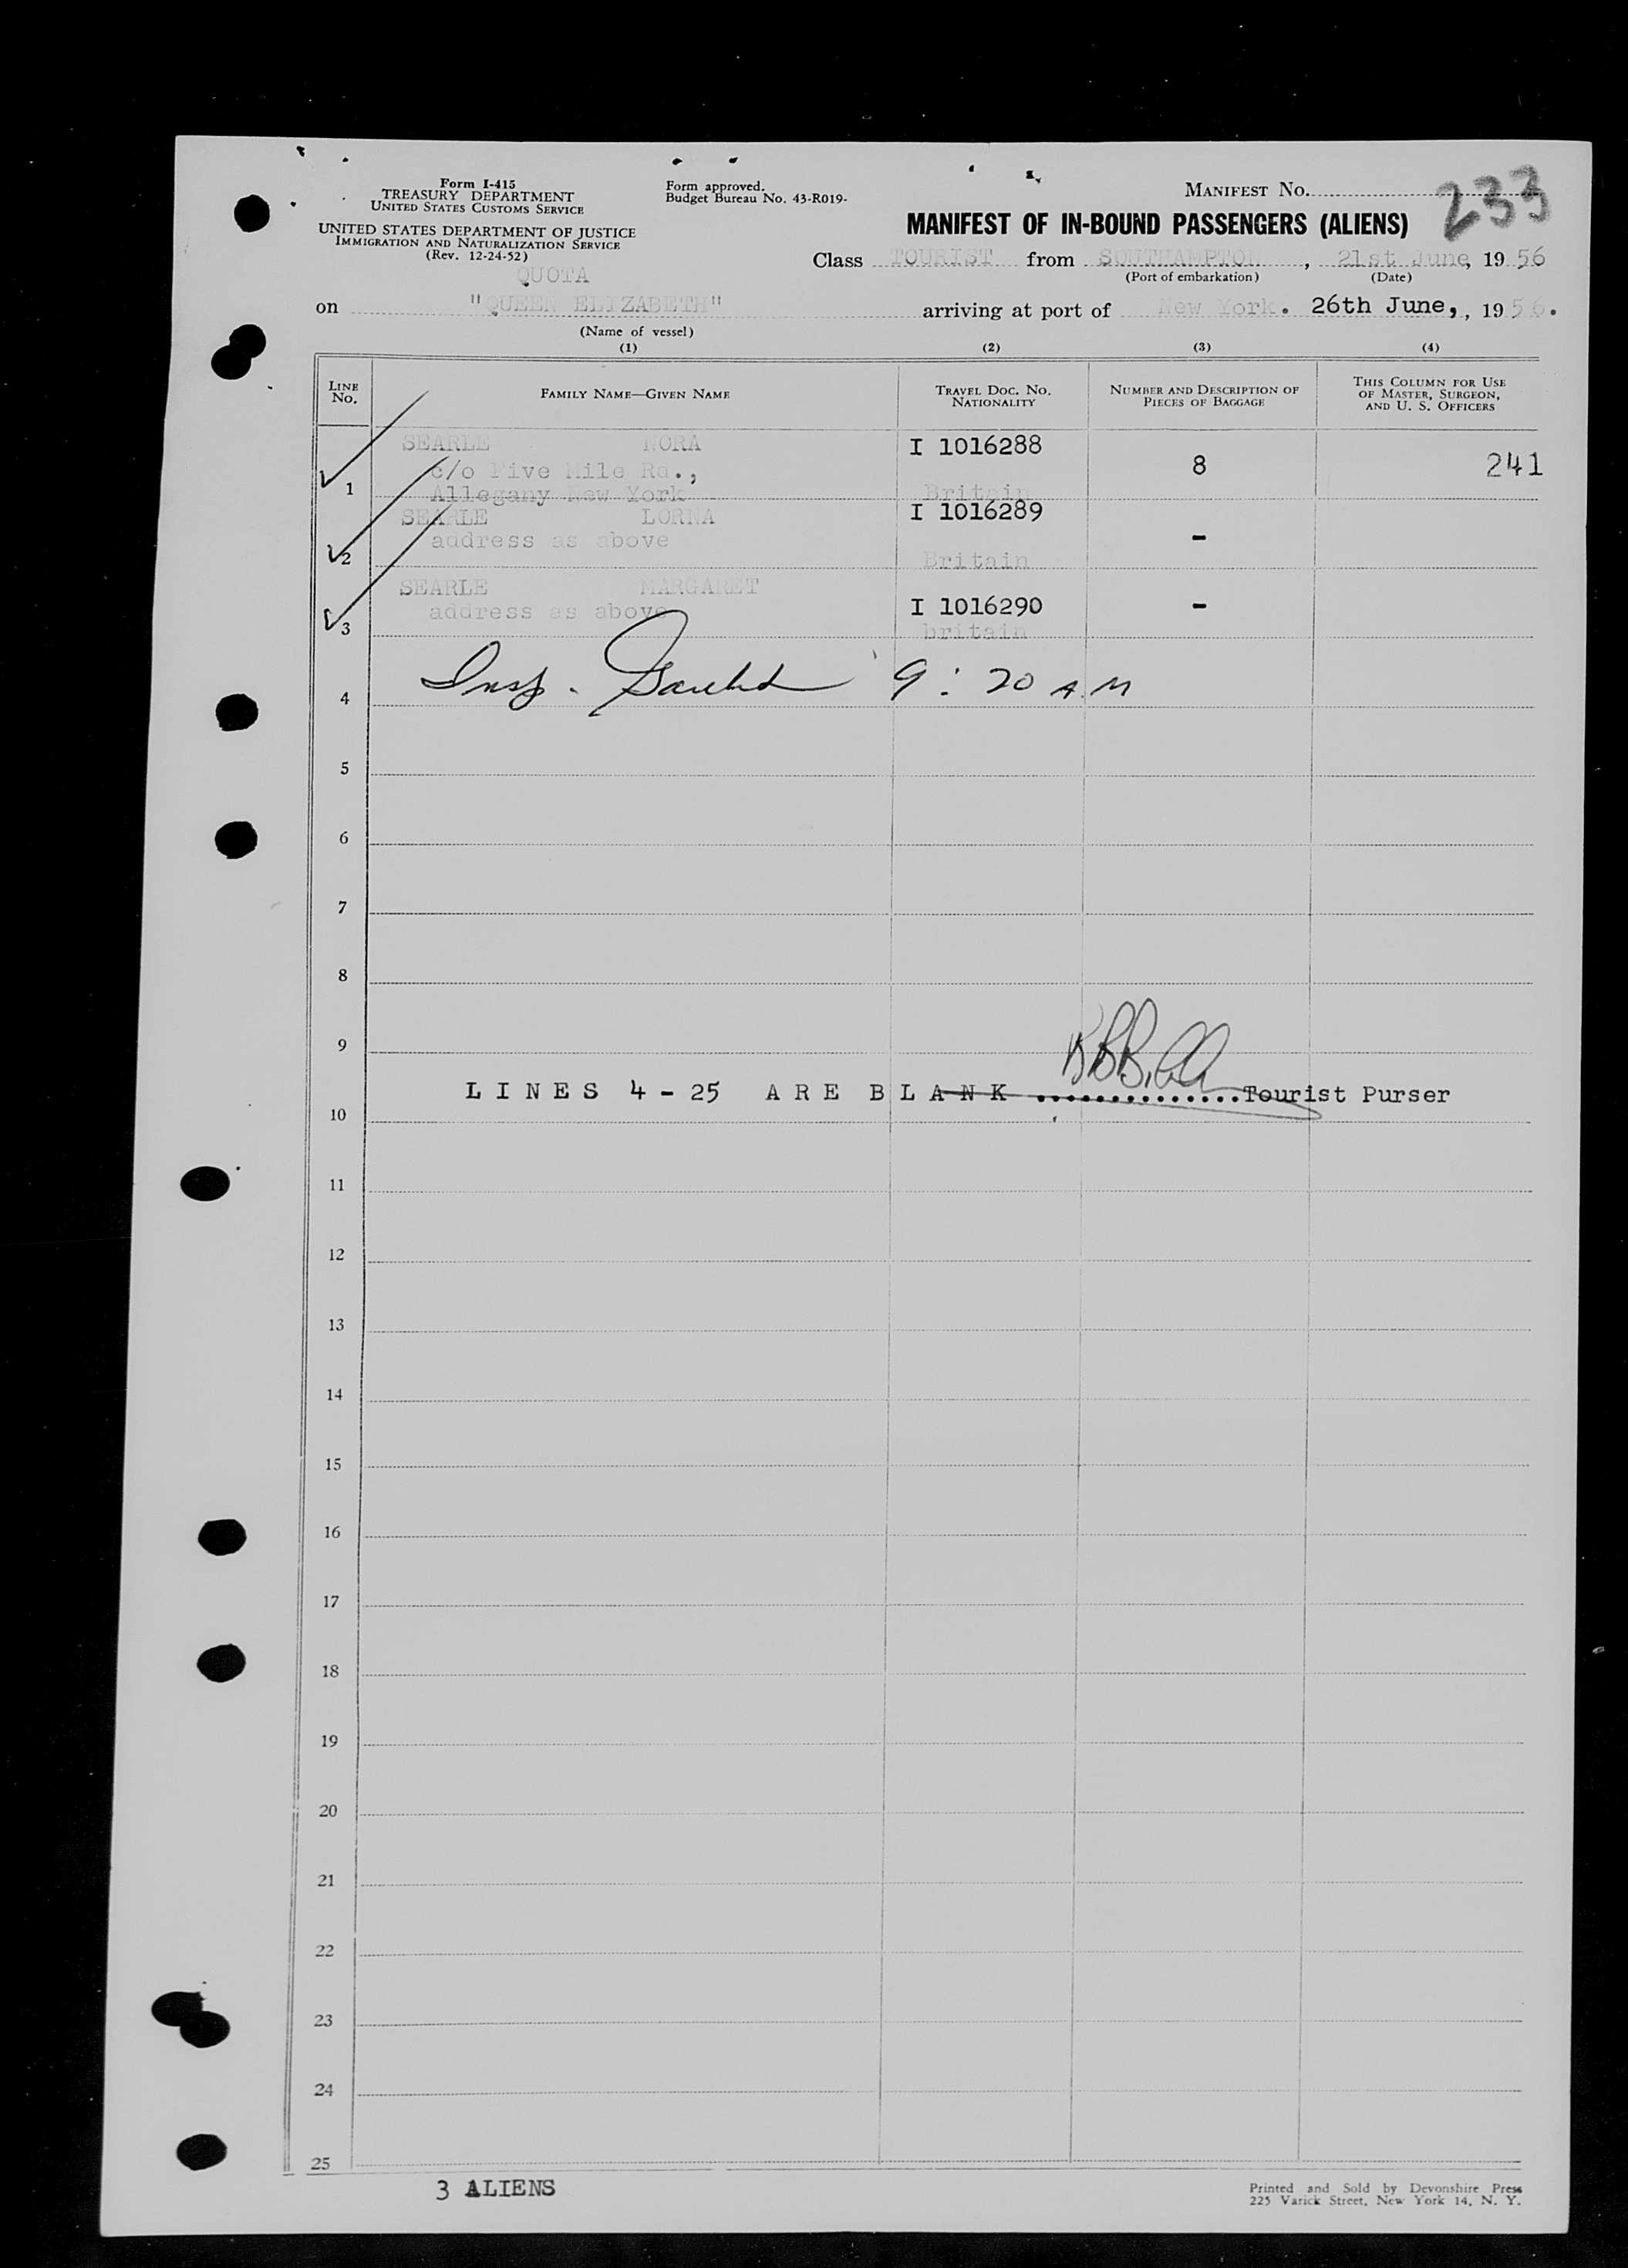 Form I-415
TREASURY DEPARTMENT
UNITED STATES CUSTOMS SERVICE
UNITED STATES DEPARTMENT OF JUSTICE
IMMIGRATION AND NATURALIZATION SERVICE
(Rev. 12-24-52)
Form approved.
Budget Bureau No. 43-R019-
MANIFEST No. 233
MANIFEST OF IN-BOUND PASSENGERS (ALIENS)
Class TOURIST from SOUTHAMPTON, 21st June, 19 56
(Port of embarkation) (Date)
QUOTA
on "QUEEN ELIZABETH" arriving at port of New York. 26th June,, 19 56.
(Name of vessel)
(1) (2) (3) (4)
LINE No. FAMILY NAME—GIVEN NAME TRAVEL DOC. No. NATIONALITY NUMBER AND DESCRIPTION OF PIECES OF BAGGAGE THIS COLUMN FOR USE OF MASTER, SURGEON, AND U. S. OFFICERS
SEARLE NORA I 1016288
c/o Five Mile Rd., 8 241
1 Allegany New York Britain
SEARLE LORNA I 1016289
address as above -
2 Britain
SEARLE MARGARET
address as above I 1016290 -
3 britain
4 Insp. 9:20 A.M
5
6
7
8
9
LINES 4-25 ARE BLANK ...............Tourist Purser
10
11
12
13
14
15
16
17
18
19
20
21
22
23
24
25
3 ALIENS
Printed and Sold by Devonshire Press
225 Varick Street, New York 14, N. Y.